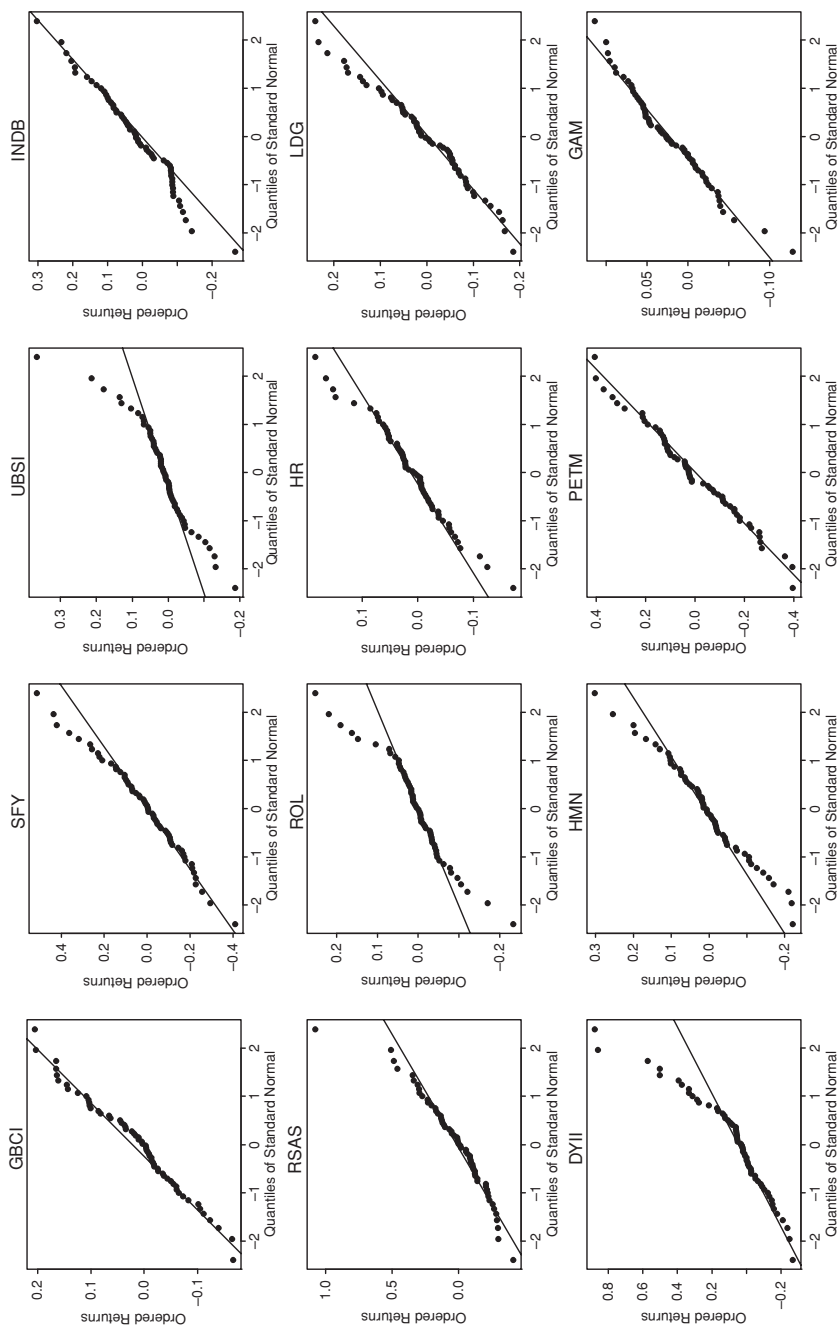 GBCI
Ordered Returns
0.2
0.1
0.0
−0.1
−2 −1 0 1 2
Quantiles of Standard Normal
SFY
Ordered Returns
0.4
0.2
0.0
−0.2
−0.4
−2 −1 0 1 2
Quantiles of Standard Normal
UBSI
Ordered Returns
0.3
0.2
0.1
0.0
−0.2
−2 −1 0 1 2
Quantiles of Standard Normal
INDB
Ordered Returns
0.3
0.2
0.1
0.0
−0.2
−2 −1 0 1 2
Quantiles of Standard Normal
RSAS
Ordered Returns
1.0
0.5
0.0
−2 −1 0 1 2
Quantiles of Standard Normal
ROL
Ordered Returns
0.2
0.1
0.0
−0.2
−2 −1 0 1 2
Quantiles of Standard Normal
HR
Ordered Returns
0.1
0.0
−0.1
−2 −1 0 1 2
Quantiles of Standard Normal
LDG
Ordered Returns
0.2
0.1
0.0
−0.1
−0.2
−2 −1 0 1 2
Quantiles of Standard Normal
DYII
Ordered Returns
0.8
0.6
0.4
0.2
−0.2
−2 −1 0 1 2
Quantiles of Standard Normal
HMN
Ordered Returns
0.3
0.2
0.1
0.0
−0.2
−2 −1 0 1 2
Quantiles of Standard Normal
PETM
Ordered Returns
0.4
0.2
0.0
−0.2
−0.4
−2 −1 0 1 2
Quantiles of Standard Normal
GAM
Ordered Returns
0.05
0.0
−0.10
−2 −1 0 1 2
Quantiles of Standard Normal